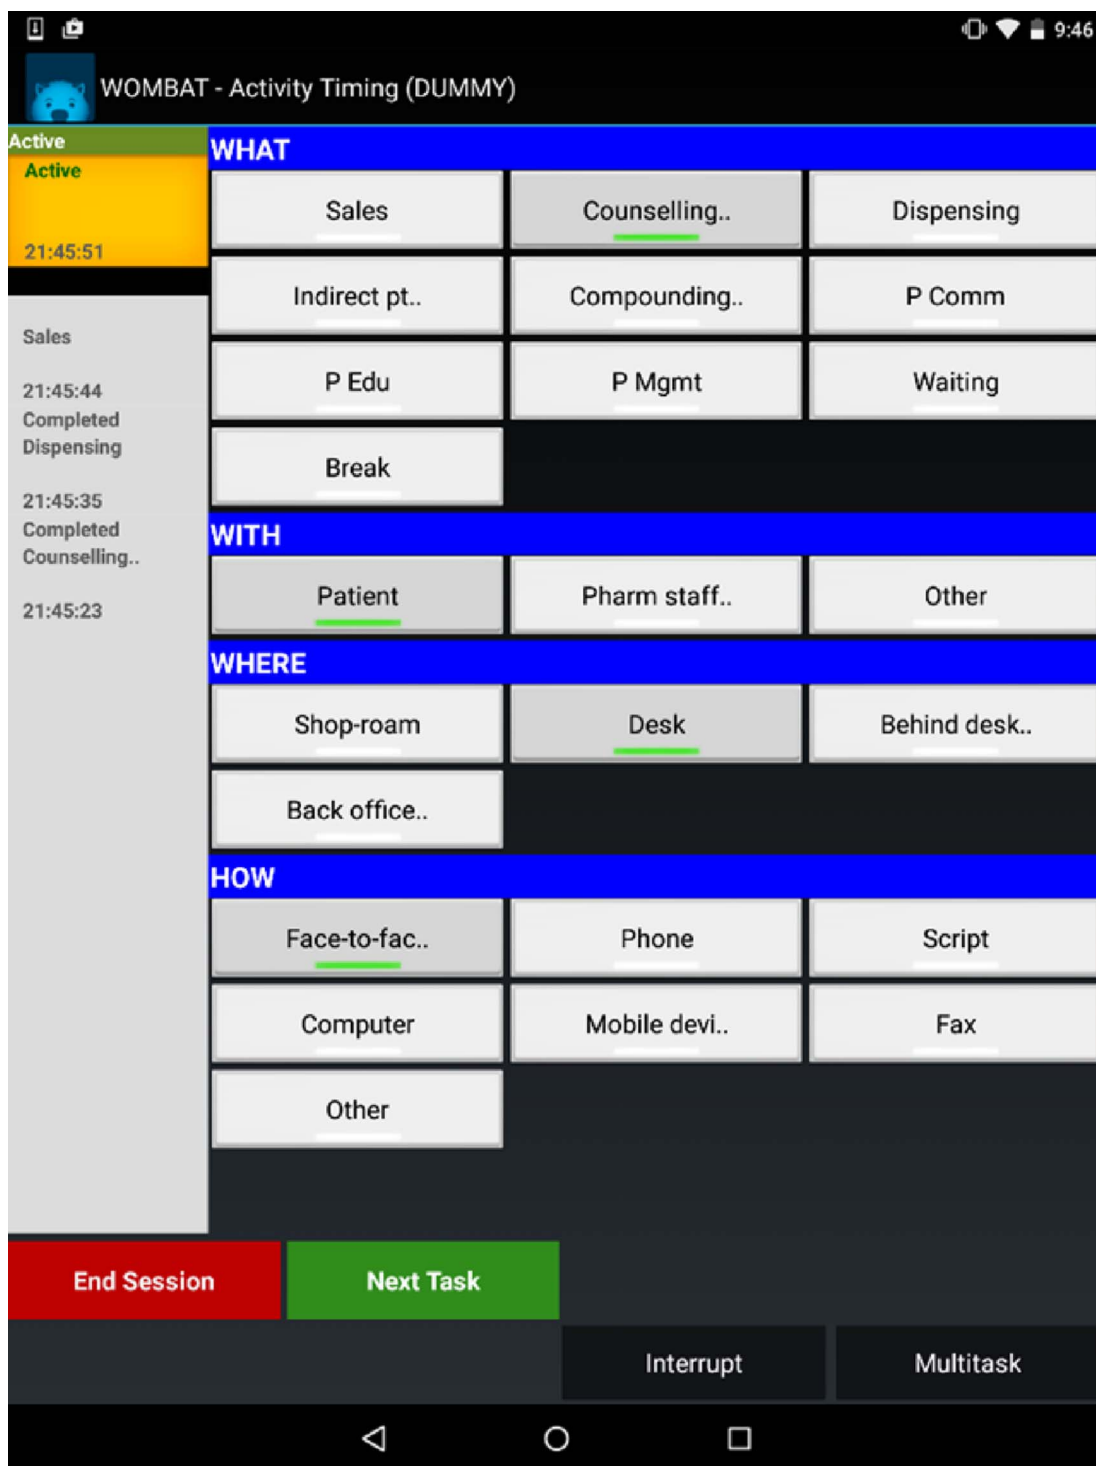 9:46
WOMBAT - Activity Timing (DUMMY)
Active
Active
21:45:51
Sales
21:45:44
Completed
Dispensing
21:45:35
Completed
Counselling..
21:45:23
WHAT
Sales Counselling.. Dispensing
Indirect pt.. Compounding.. P Comm
P Edu P Mgmt Waiting
Break
WITH
Patient Pharm staff.. Other
WHERE
Shop-roam Desk Behind desk..
Back office..
HOW
Face-to-fac.. Phone Script
Computer Mobile devi.. Fax
Other
End Session Next Task
Interrupt Multitask